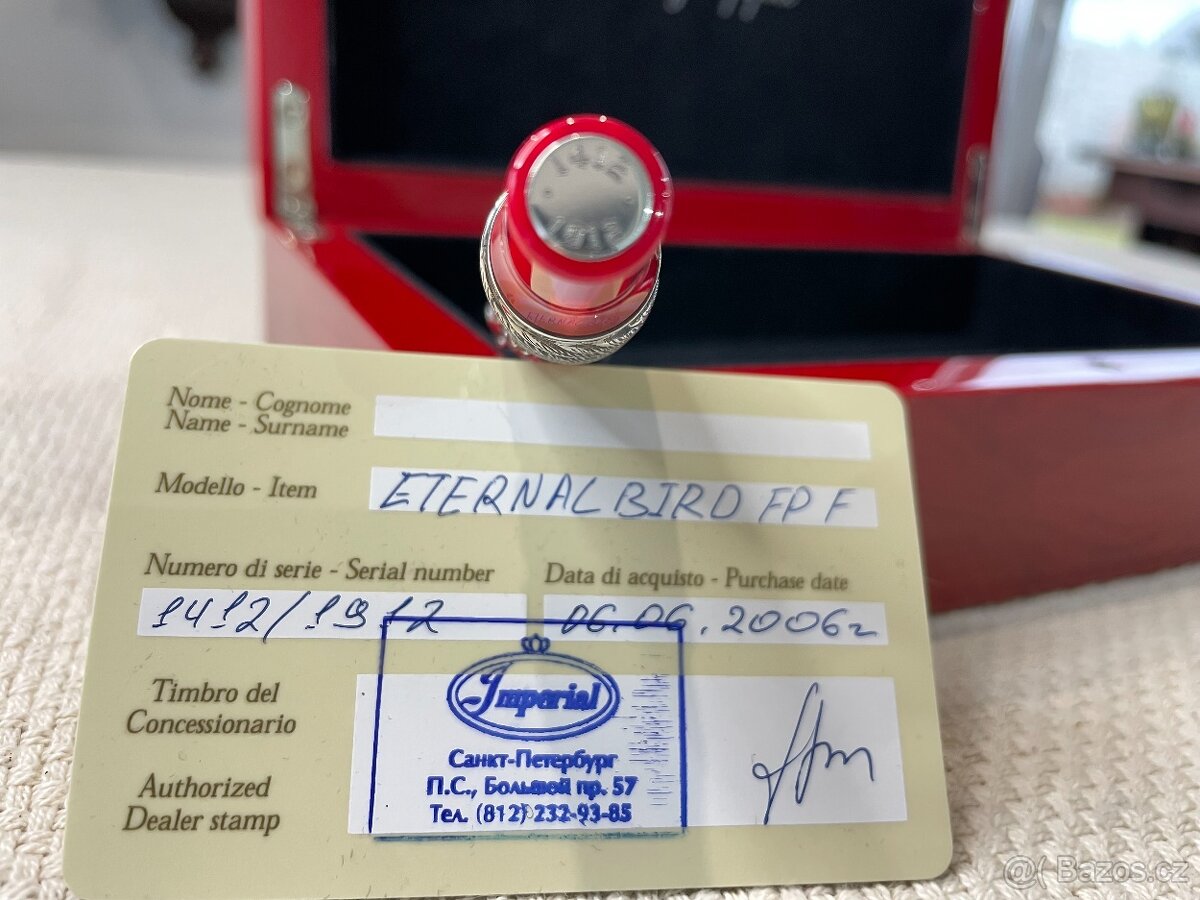 1412
1912
Nome - Cognome
Name - Surname
Modello - Item
ETERNAL BIRD FP F
Numero di serie - Serial number
Data di acquisto - Purchase date
1412/1912
06.06.2006г
Timbro del
Concessionario
Authorized
Dealer stamp
Imperial
Санкт-Петербург
П.С., Большой пр. 57
Тел. (812) 232-93-85
@( Bazos.cz